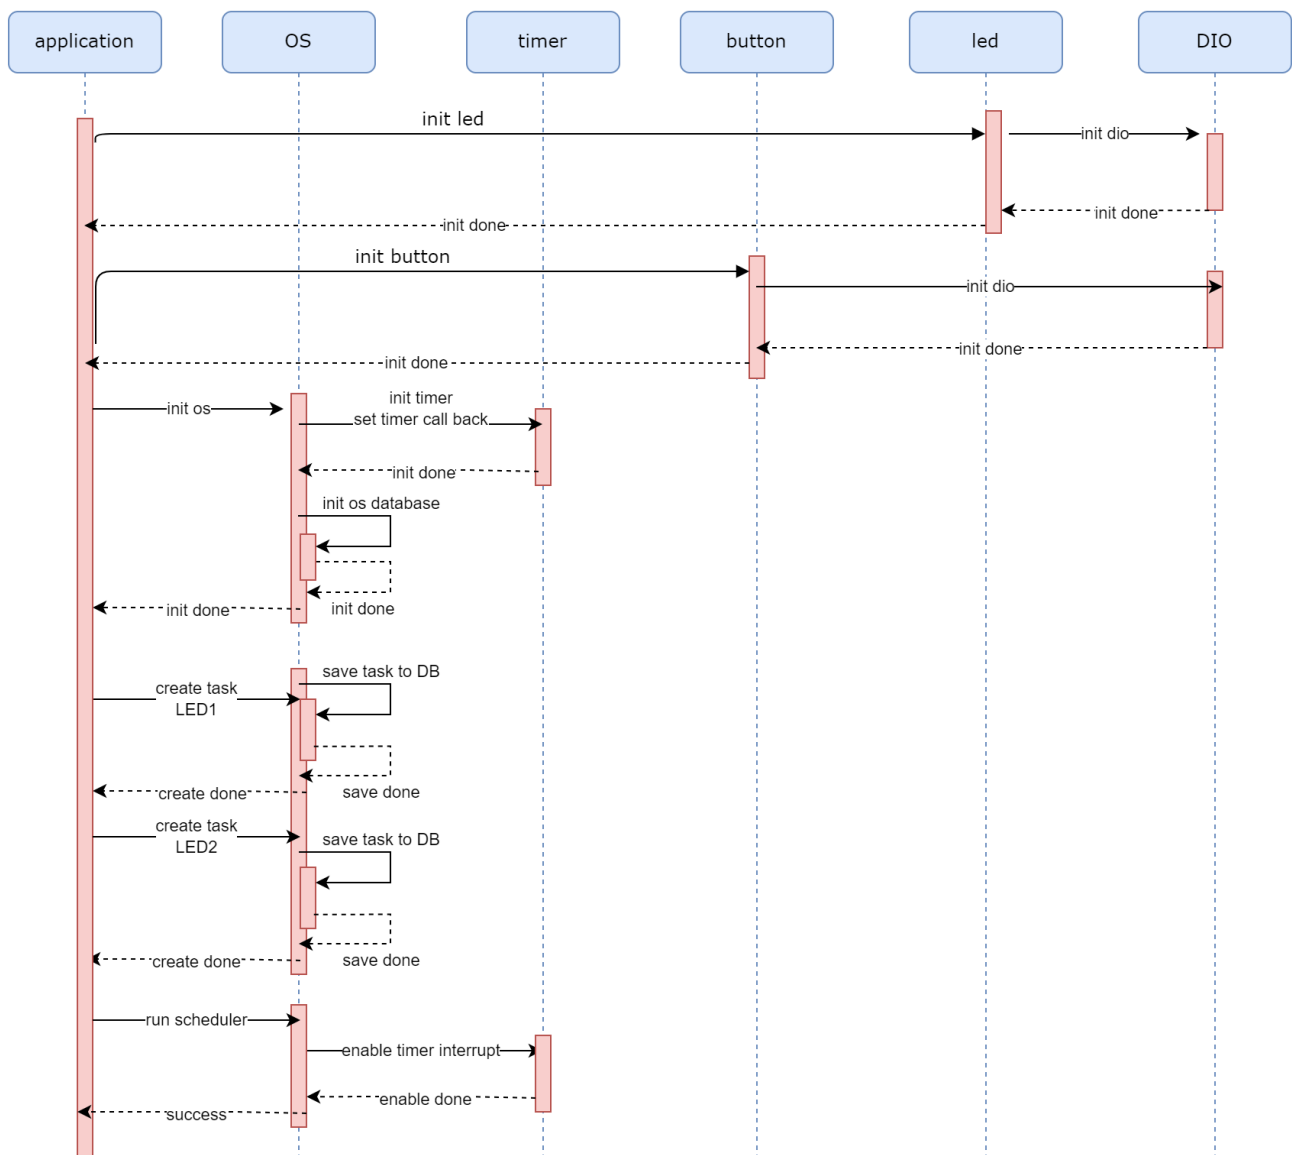 application
OS
timer
button
led
DIO
init led
init dio
init done
init done
init button
init dio
init done
init done
init timer
init os
set timer call back
init done
init os database
init done
init done
save task to DB
create task
LED1
save done
create done
create task
LED2
save task to DB
save done
create done
run scheduler
enable timer interrupt
enable done
success